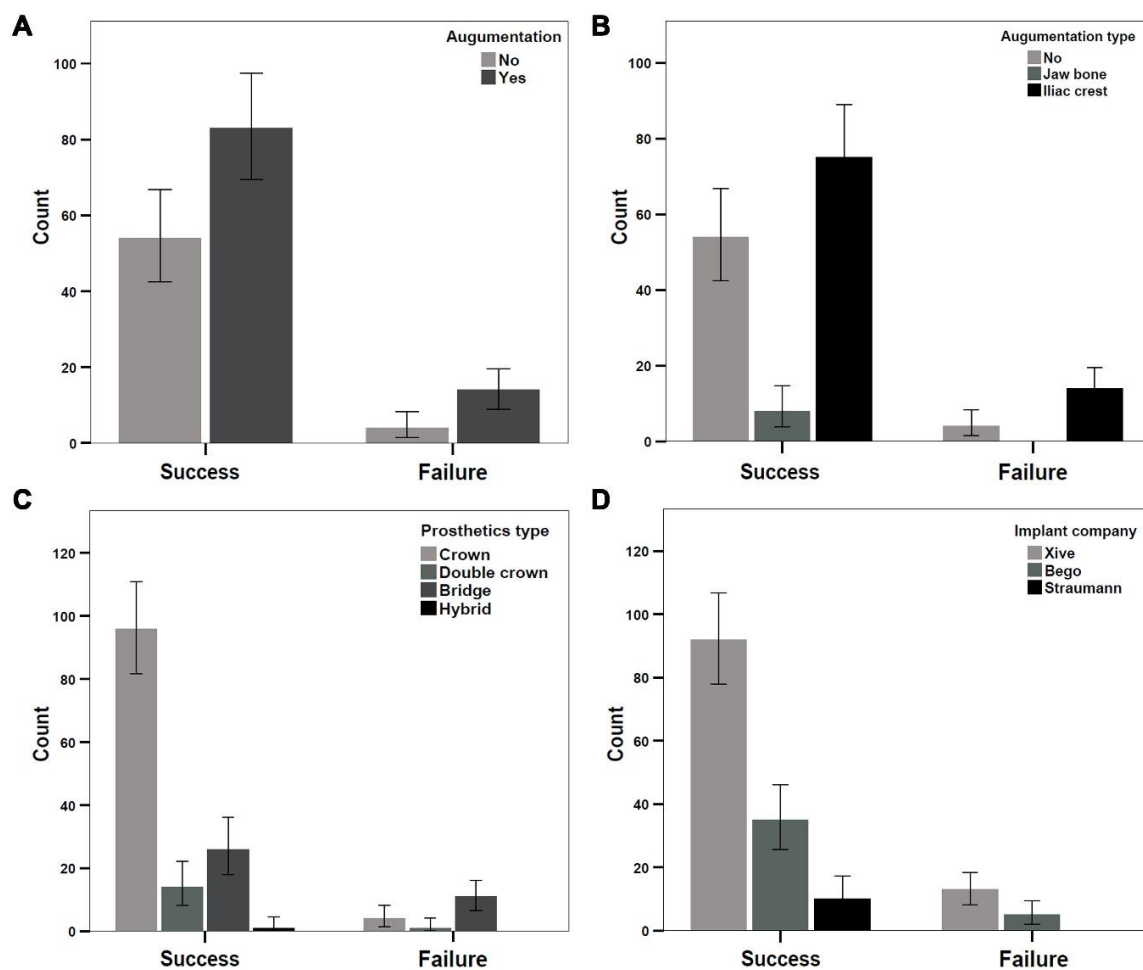 A
Augumentation
No
Yes
Count
100
80
60
40
20
0
Success Failure
B
Augumentation type
No
Jaw bone
Iliac crest
Count
100
80
60
40
20
0
Success Failure
C
Prosthetics type
Crown
Double crown
Bridge
Hybrid
Count
120
100
80
60
40
20
0
Success Failure
D
Implant company
Xive
Bego
Straumann
Count
120
100
80
60
40
20
0
Success Failure